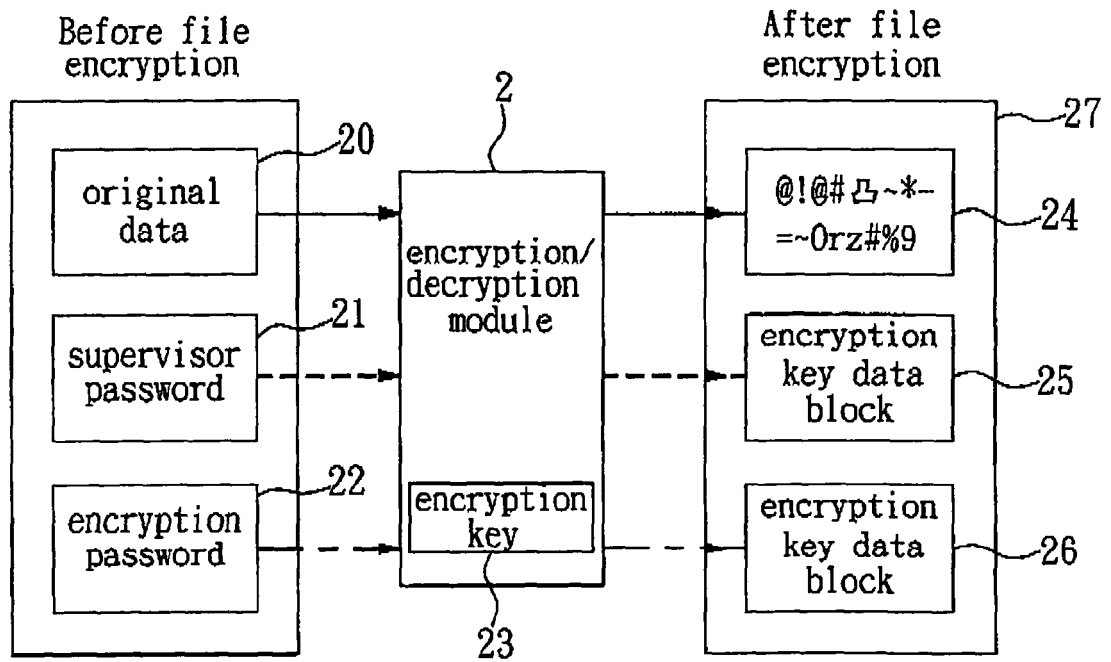 Before file
encryption
After file
encryption
2
27
20
original
data
@!@#凸~*-
=~Orz#%9
24
encryption/
decryption
module
21
supervisor
password
encryption
key data
block
25
22
encryption
password
encryption
key
23
encryption
key data
block
26